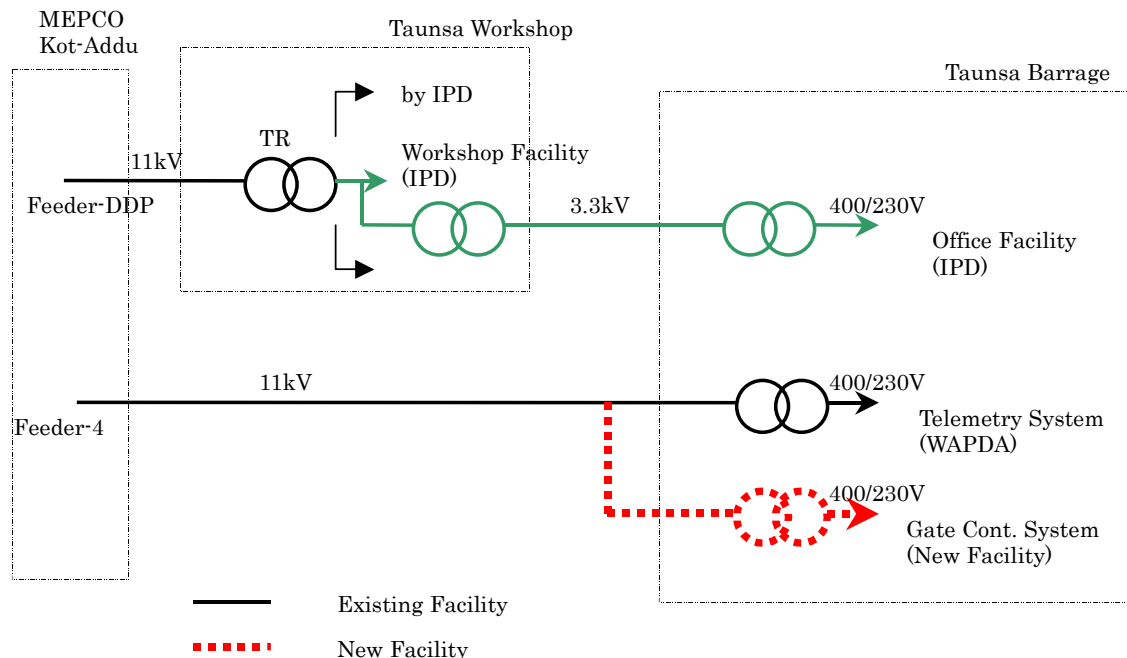 MEPCO
Kot-Addu
Taunsa Workshop
Taunsa Barrage
by IPD
TR
11kV
Workshop Facility
(IPD)
Feeder-DDP
3.3kV
400/230V
Office Facility
(IPD)
11kV
400/230V
Feeder-4
Telemetry System
(WAPDA)
400/230V
Gate Cont. System
(New Facility)
Existing Facility
New Facility